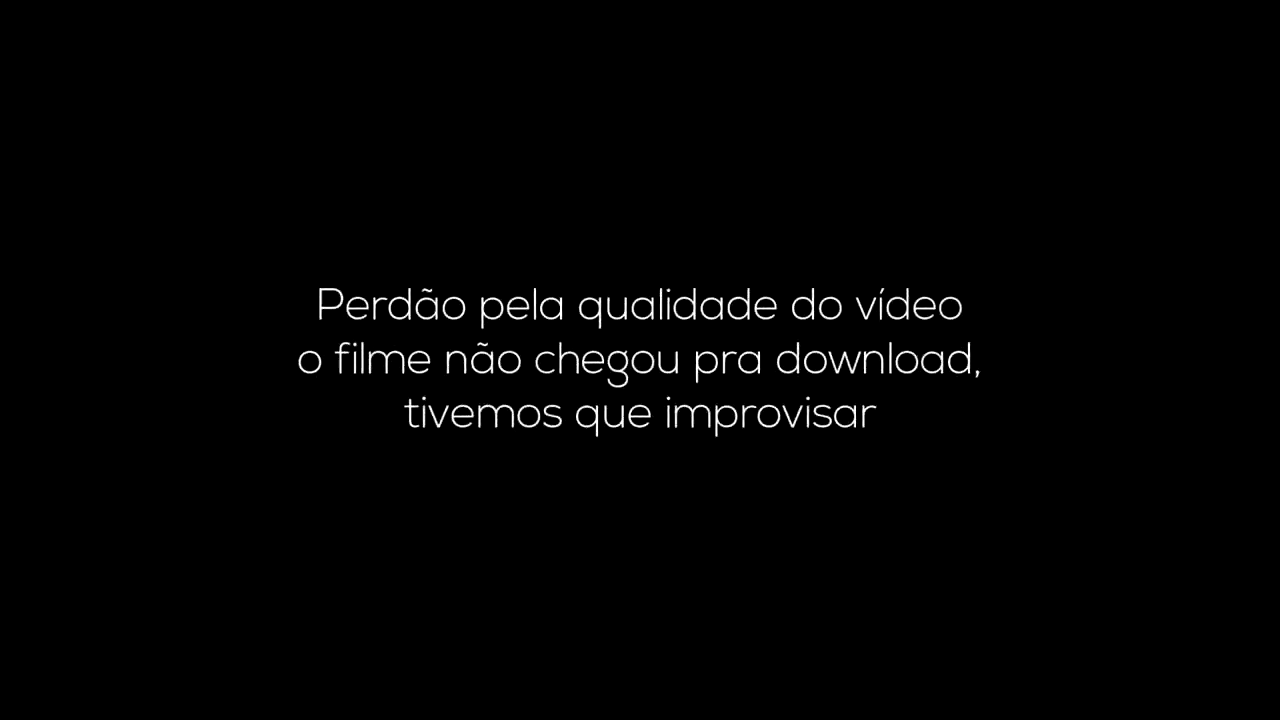 Perdão pela qualidade do vídeo
o filme não chegou pra download,
tivemos que improvisar